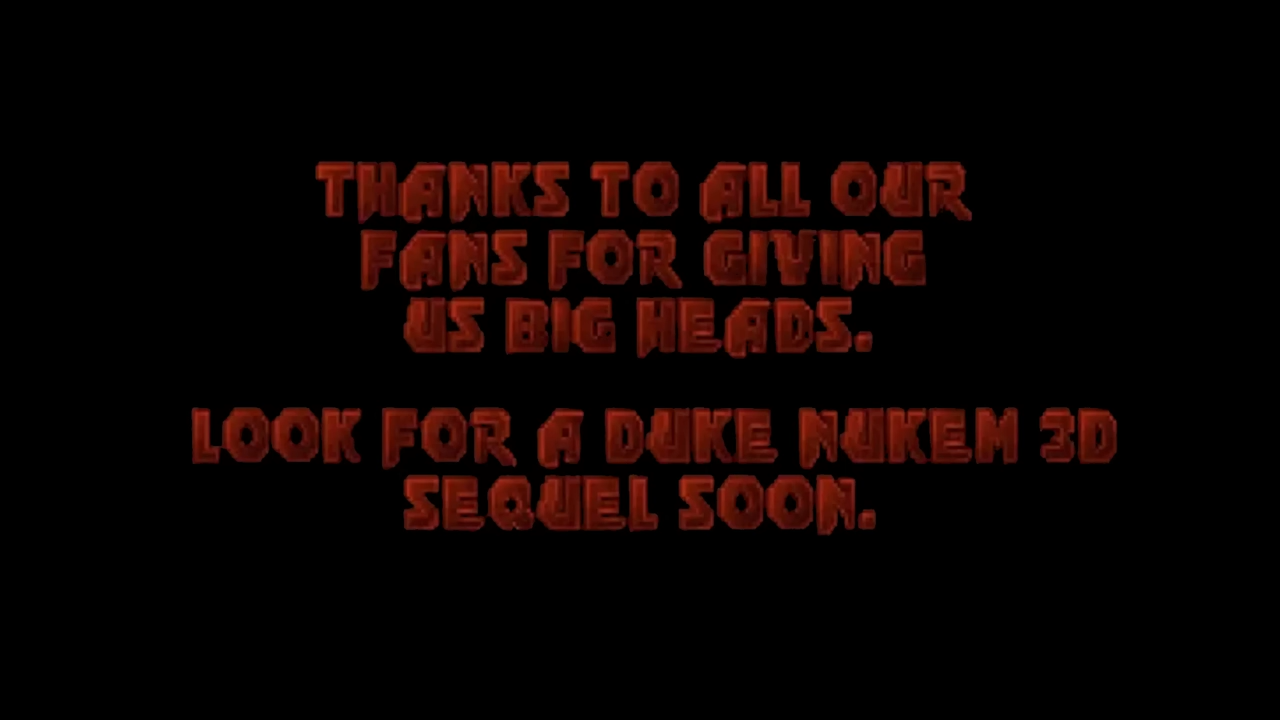 THANKS TO ALL OUR
FANS FOR GIVING
US BIG HEADS.
LOOK FOR A DUKE NUKEM 3D
SEQUEL SOON.